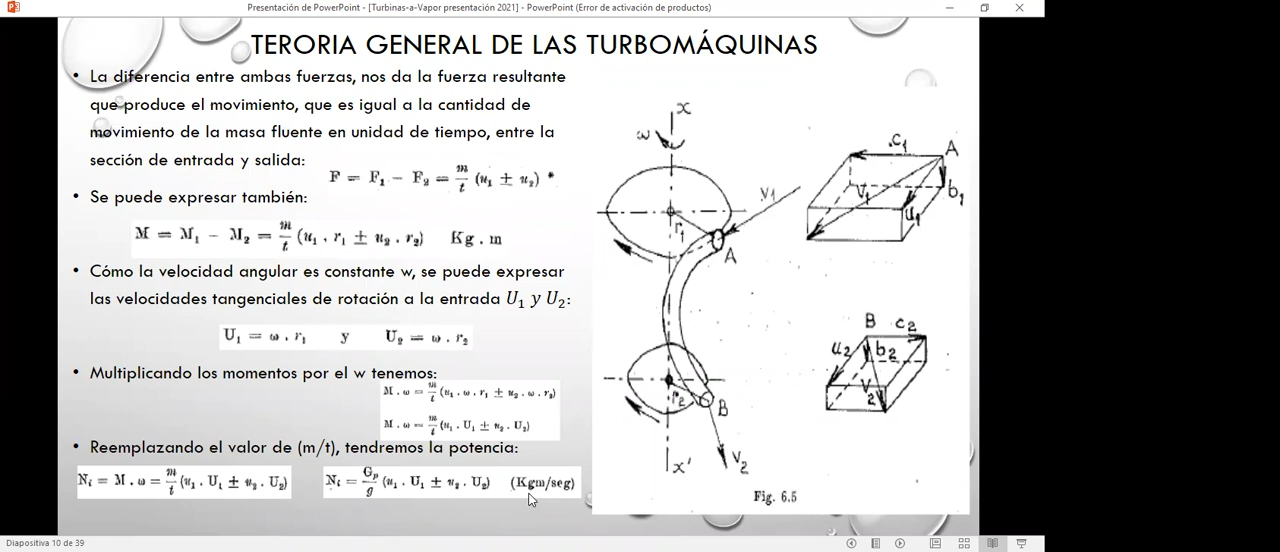 Presentación de PowerPoint - [Turbinas-a-Vapor presentación 2021] - PowerPoint (Error de activación de productos)
TERORIA GENERAL DE LAS TURBOMÁQUINAS
• La diferencia entre ambas fuerzas, nos da la fuerza resultante
que produce el movimiento, que es igual a la cantidad de
movimiento de la masa fluente en unidad de tiempo, entre la
sección de entrada y salida:
F = F₁ − F₂ = m/t (u₁ ± u₂) *
• Se puede expresar también:
M = M₁ − M₂ = m/t (u₁ . r₁ ± u₂ . r₂) Kg . m
• Cómo la velocidad angular es constante w, se puede expresar
las velocidades tangenciales de rotación a la entrada U₁ y U₂:
U₁ = ω . r₁ y U₂ = ω . r₂
• Multiplicando los momentos por el w tenemos:
M . ω = m/t (u₁ . ω . r₁ ± u₂ . ω . r₂)
M . ω = m/t (u₁ . U₁ ± u₂ . U₂)
• Reemplazando el valor de (m/t), tendremos la potencia:
Nᵢ = M . ω = m/t (u₁ . U₁ ± u₂ . U₂)
Nᵢ = Gₚ/g (u₁ . U₁ ± u₂ . U₂) (Kgm/seg)
x
ω
V₁
r₁
A
r₂
B
V₂
x'
c₁
A
V₁
u₁
b₁
B
c₂
u₂
b₂
V₂
Fig. 6.5
Diapositiva 10 de 39